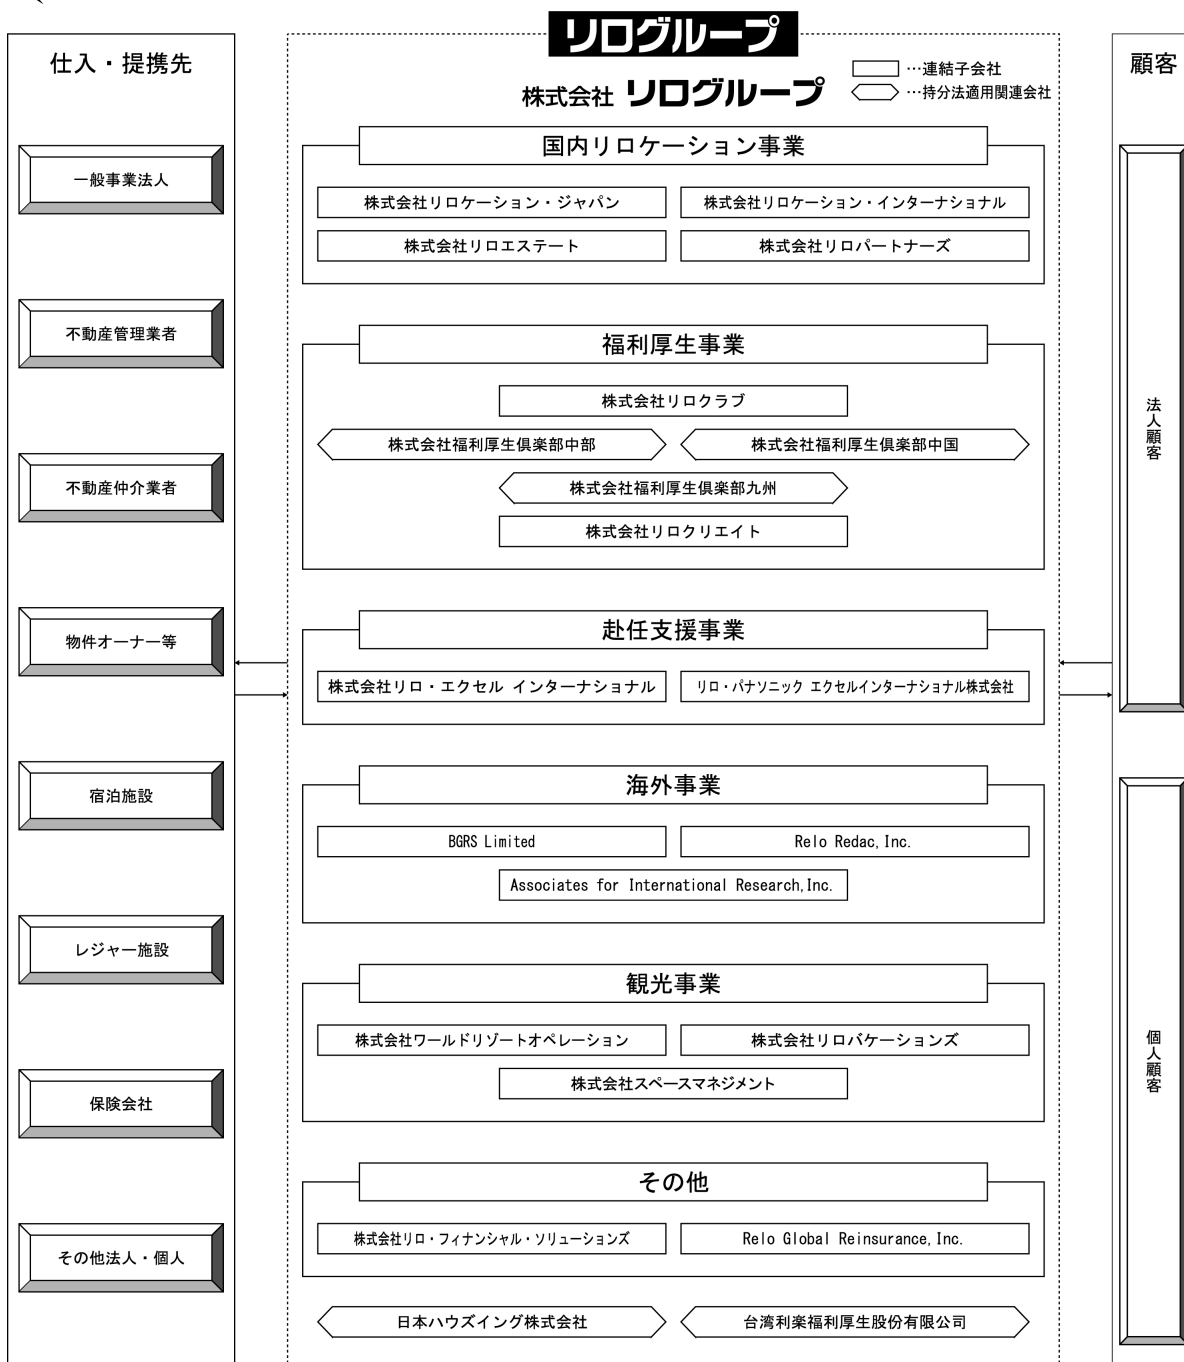 リログループ
仕入・提携先
一般事業法人
不動産管理業者
不動産仲介業者
物件オーナー等
宿泊施設
レジャー施設
保険会社
その他法人・個人
株式会社 リログループ
…連結子会社
…持分法適用関連会社
国内リロケーション事業
株式会社リロケーション・ジャパン
株式会社リロケーション・インターナショナル
株式会社リロエステート
株式会社リロパートナーズ
福利厚生事業
株式会社リロクラブ
株式会社福利厚生倶楽部中部
株式会社福利厚生倶楽部中国
株式会社福利厚生倶楽部九州
株式会社リロクリエイト
赴任支援事業
株式会社リロ・エクセル インターナショナル
リロ・パナソニック エクセルインターナショナル株式会社
海外事業
BGRS Limited
Relo Redac, Inc.
Associates for International Research, Inc.
観光事業
株式会社ワールドリゾートオペレーション
株式会社リロバケーションズ
株式会社スペースマネジメント
その他
株式会社リロ・フィナンシャル・ソリューションズ
Relo Global Reinsurance, Inc.
日本ハウズイング株式会社
台湾利楽福利厚生股份有限公司
顧客
法人顧客
個人顧客